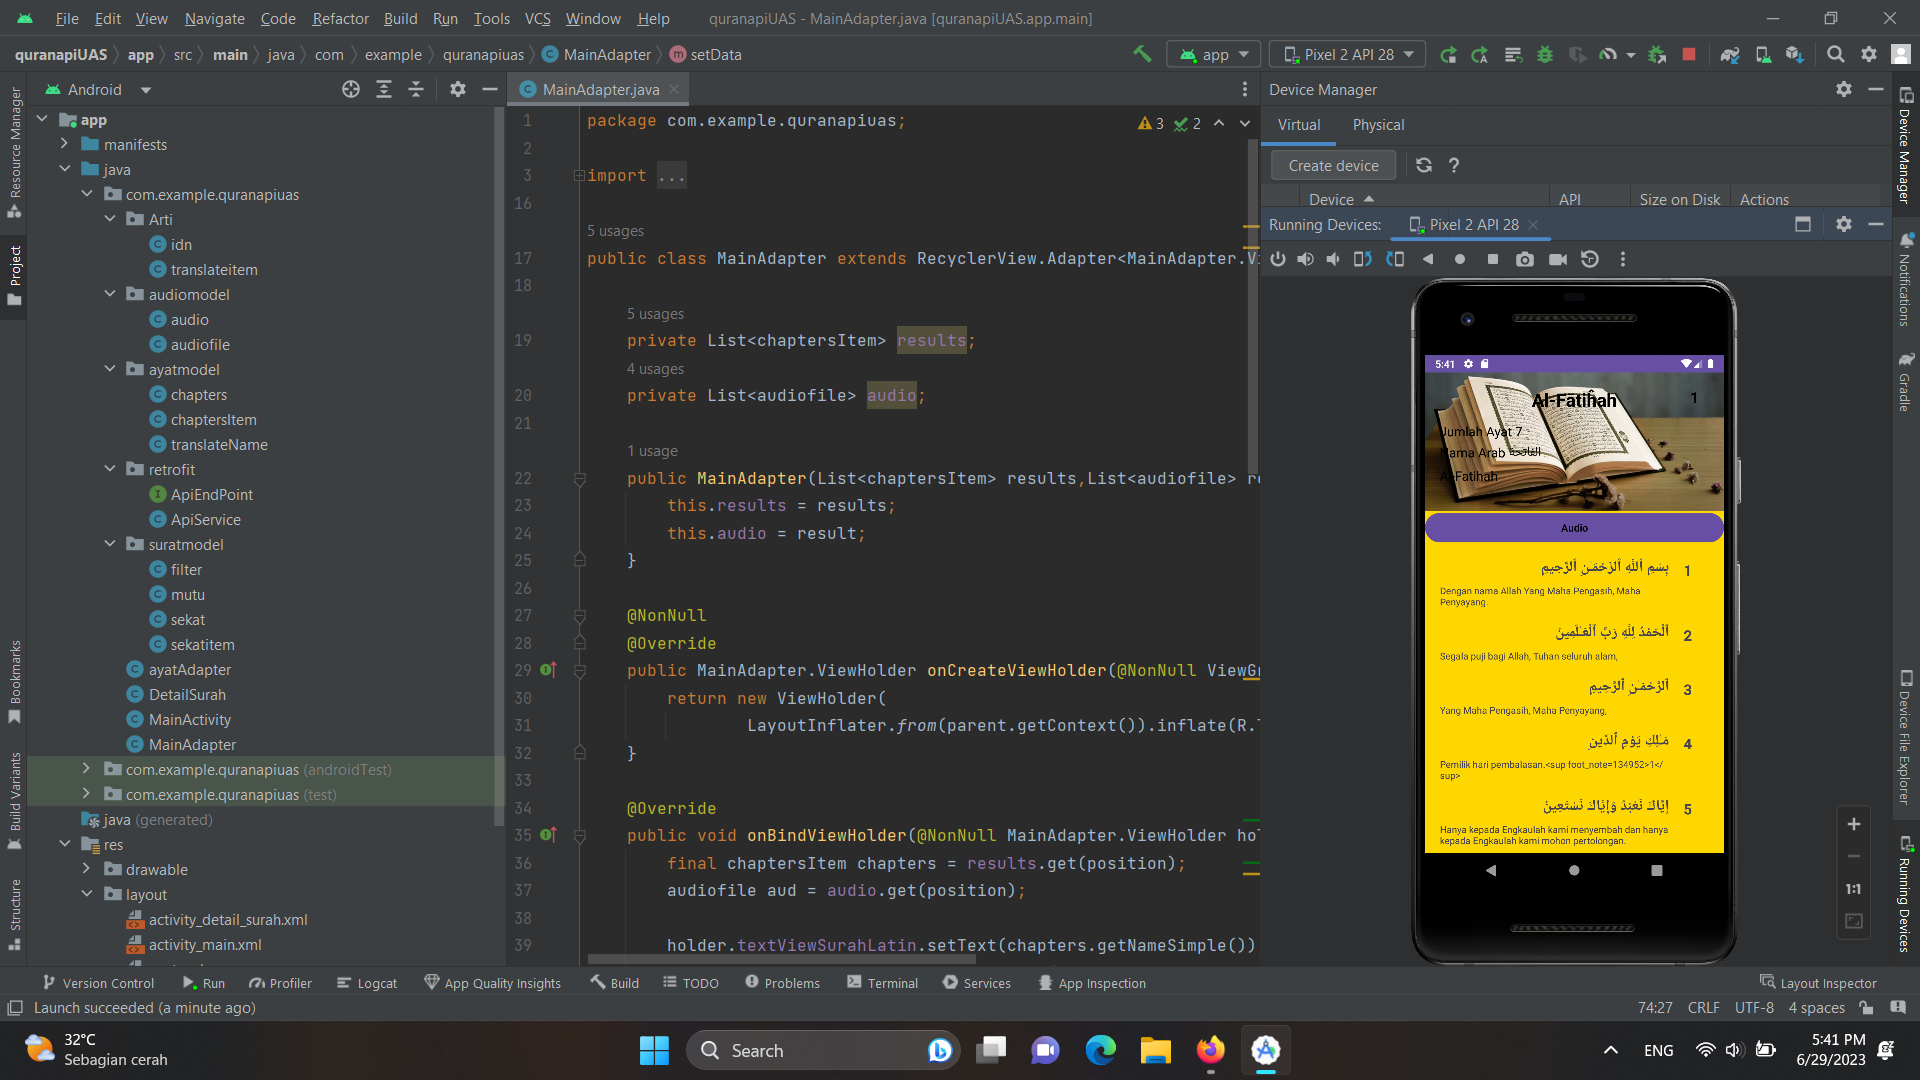 File Edit View Navigate Code Refactor Build Run Tools VCS Window Help quranapiUAS - MainAdapter.java [quranapiUAS.app.main]
quranapiUAS app src main java com example quranapiuas MainAdapter setData app Pixel 2 API 28
Resource Manager
Project
Bookmarks
Build Variants
Structure
Android
app
manifests
java
com.example.quranapiuas
Arti
idn
translateitem
audiomodel
audio
audiofile
ayatmodel
chapters
chaptersItem
translateName
retrofit
ApiEndPoint
ApiService
suratmodel
filter
mutu
sekat
sekatitem
ayatAdapter
DetailSurah
MainActivity
MainAdapter
com.example.quranapiuas (androidTest)
com.example.quranapiuas (test)
java (generated)
res
drawable
layout
activity_detail_surah.xml
activity_main.xml
MainAdapter.java
3 2
1 package com.example.quranapiuas;
2
3 import ...
16
5 usages
17 public class MainAdapter extends RecyclerView.Adapter<MainAdapter.Vi
18
5 usages
19 private List<chaptersItem> results;
4 usages
20 private List<audiofile> audio;
21
1 usage
22 public MainAdapter(List<chaptersItem> results,List<audiofile> re
23 this.results = results;
24 this.audio = result;
25 }
26
27 @NonNull
28 @Override
29 public MainAdapter.ViewHolder onCreateViewHolder(@NonNull ViewGr
30 return new ViewHolder(
31 LayoutInflater.from(parent.getContext()).inflate(R.
32 }
33
34 @Override
35 public void onBindViewHolder(@NonNull MainAdapter.ViewHolder hol
36 final chaptersItem chapters = results.get(position);
37 audiofile aud = audio.get(position);
38
39 holder.textViewSurahLatin.setText(chapters.getNameSimple())
Device Manager
Virtual Physical
Create device
Device API Size on Disk Actions
Running Devices: Pixel 2 API 28
5:41
Al-Fatihah 1
Jumlah Ayat 7
Nama Arab الفاتحة
Al-Fatihah
Audio
بِسْمِ ٱللَّهِ ٱلرَّحْمَـٰنِ ٱلرَّحِيمِ 1
Dengan nama Allah Yang Maha Pengasih, Maha
Penyayang.
ٱلْحَمْدُ لِلَّهِ رَبِّ ٱلْعَـٰلَمِينَ 2
Segala puji bagi Allah, Tuhan seluruh alam,
ٱلرَّحْمَـٰنِ ٱلرَّحِيمِ 3
Yang Maha Pengasih, Maha Penyayang,
مَـٰلِكِ يَوْمِ ٱلدِّينِ 4
Pemilik hari pembalasan.<sup foot_note=134952>1</
sup>
إِيَّاكَ نَعْبُدُ وَإِيَّاكَ نَسْتَعِينُ 5
Hanya kepada Engkaulah kami menyembah dan hanya
kepada Engkaulah kami mohon pertolongan.
1:1
Device Manager
Notifications
Gradle
Device File Explorer
Running Devices
Version Control Run Profiler Logcat App Quality Insights Build TODO Problems Terminal Services App Inspection Layout Inspector
Launch succeeded (a minute ago) 74:27 CRLF UTF-8 4 spaces
32°C
Sebagian cerah
Search
ENG
5:41 PM
6/29/2023